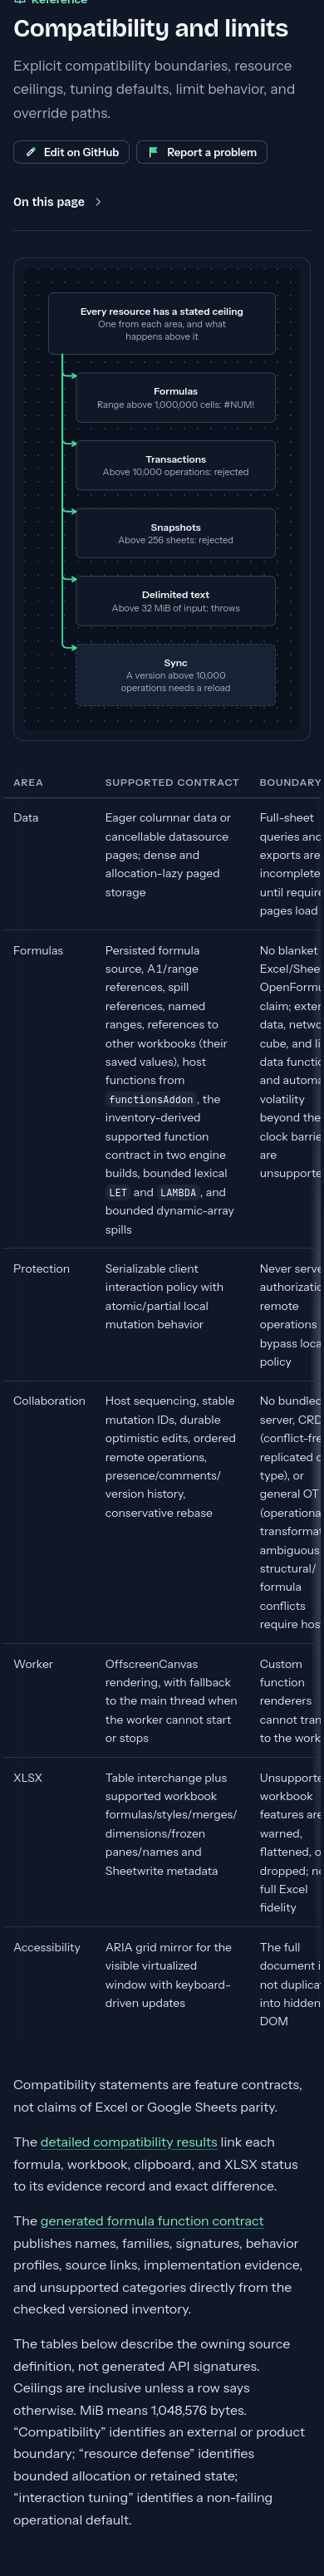 Reference
Compatibility and limits
Explicit compatibility boundaries, resource
ceilings, tuning defaults, limit behavior, and
override paths.
Edit on GitHub
Report a problem
On this page
Every resource has a stated ceiling
One from each area, and what
happens above it
Formulas
Range above 1,000,000 cells: #NUM!
Transactions
Above 10,000 operations: rejected
Snapshots
Above 256 sheets: rejected
Delimited text
Above 32 MiB of input: throws
Sync
A version above 10,000
operations needs a reload
AREA
SUPPORTED CONTRACT
BOUNDARY
Data
Eager columnar data or
cancellable datasource
pages; dense and
allocation-lazy paged
storage
Full-sheet
queries and
exports are
incomplete
until require
pages load
Formulas
Persisted formula
source, A1/range
references, spill
references, named
ranges, references to
other workbooks (their
saved values), host
functions from
functionsAddon, the
inventory-derived
supported function
contract in two engine
builds, bounded lexical
LET and LAMBDA, and
bounded dynamic-array
spills
No blanket
Excel/Shee
OpenFormu
claim; exter
data, netwo
cube, and li
data functio
and automa
volatility
beyond the
clock barrie
are
unsupporte
Protection
Serializable client
interaction policy with
atomic/partial local
mutation behavior
Never serve
authorizatio
remote
operations
bypass loca
policy
Collaboration
Host sequencing, stable
mutation IDs, durable
optimistic edits, ordered
remote operations,
presence/comments/
version history,
conservative rebase
No bundled
server, CRD
(conflict-fre
replicated d
type), or
general OT
(operationa
transformat
ambiguous
structural/
formula
conflicts
require hos
Worker
OffscreenCanvas
rendering, with fallback
to the main thread when
the worker cannot start
or stops
Custom
function
renderers
cannot tran
to the work
XLSX
Table interchange plus
supported workbook
formulas/styles/merges/
dimensions/frozen
panes/names and
Sheetwrite metadata
Unsupporte
workbook
features are
warned,
flattened, o
dropped; no
full Excel
fidelity
Accessibility
ARIA grid mirror for the
visible virtualized
window with keyboard-
driven updates
The full
document i
not duplicat
into hidden
DOM
Compatibility statements are feature contracts,
not claims of Excel or Google Sheets parity.
The detailed compatibility results link each
formula, workbook, clipboard, and XLSX status
to its evidence record and exact difference.
The generated formula function contract
publishes names, families, signatures, behavior
profiles, source links, implementation evidence,
and unsupported categories directly from the
checked versioned inventory.
The tables below describe the owning source
definition, not generated API signatures.
Ceilings are inclusive unless a row says
otherwise. MiB means 1,048,576 bytes.
“Compatibility” identifies an external or product
boundary; “resource defense” identifies
bounded allocation or retained state;
“interaction tuning” identifies a non-failing
operational default.